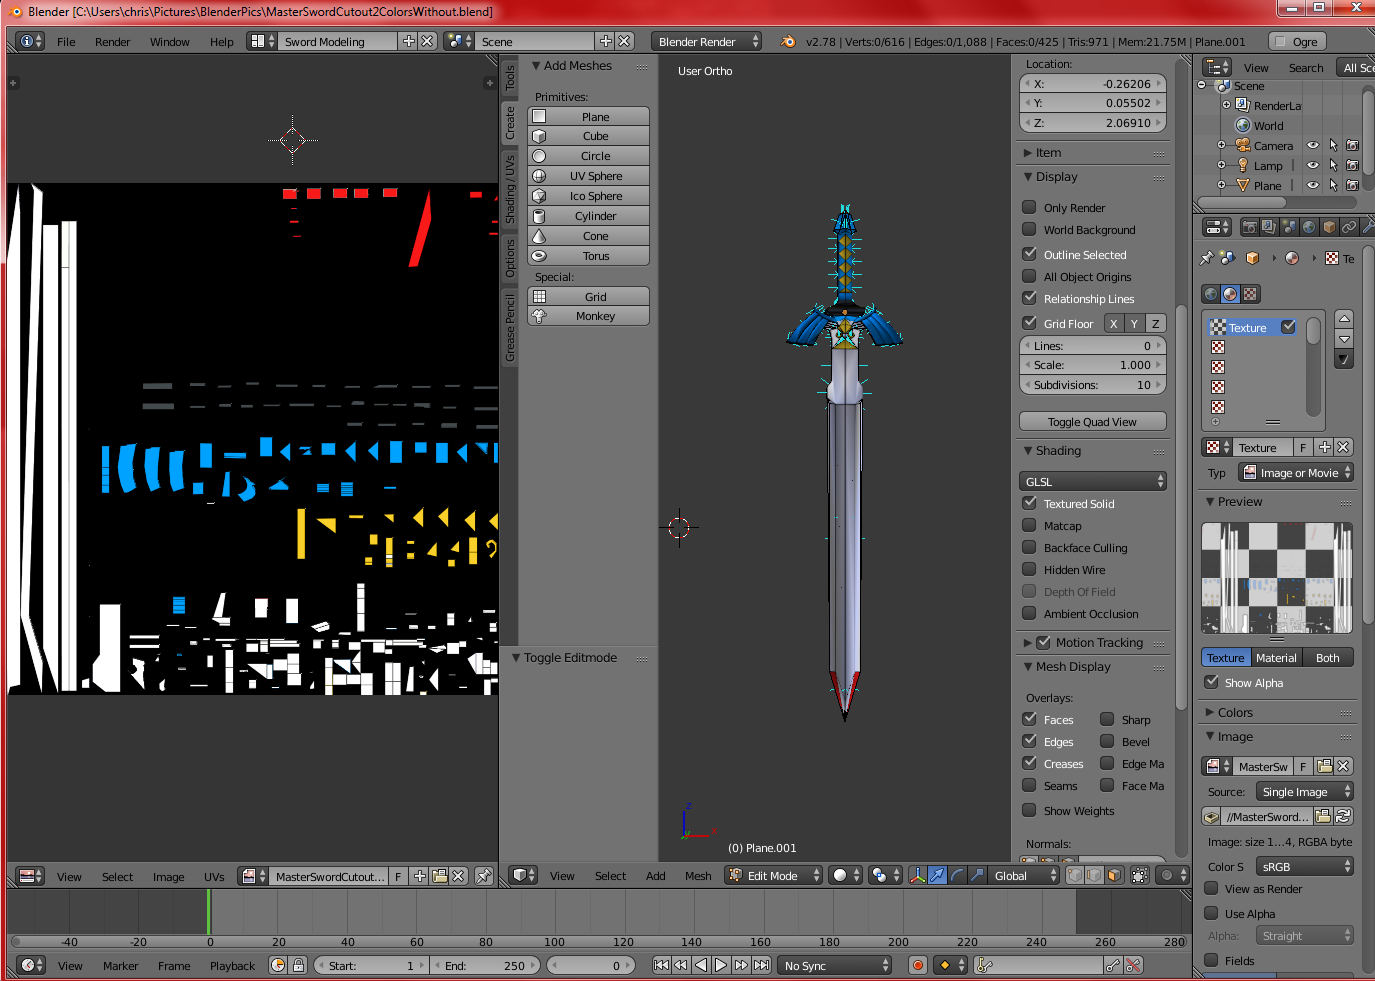 Blender [C:\Users\chris\Pictures\BlenderPics\MasterSwordCutout2ColorsWithout.blend]
File Render Window Help Sword Modeling Scene Blender Render v2.78 | Verts:0/616 | Edges:0/1,088 | Faces:0/425 | Tris:971 | Mem:21.75M | Plane.001 Ogre
Tools
Create
Shading / UVs
Options
Grease Pencil
Add Meshes
Primitives:
Plane
Cube
Circle
UV Sphere
Ico Sphere
Cylinder
Cone
Torus
Special:
Grid
Monkey
Toggle Editmode
User Ortho
z
(0) Plane.001
Location:
X: -0.26206
Y: 0.05502
Z: 2.06910
Item
Display
Only Render
World Background
Outline Selected
All Object Origins
Relationship Lines
Grid Floor X Y Z
Lines: 0
Scale: 1.000
Subdivisions: 10
Toggle Quad View
Shading
GLSL
Textured Solid
Matcap
Backface Culling
Hidden Wire
Depth Of Field
Ambient Occlusion
Motion Tracking
Mesh Display
Overlays:
Faces Sharp
Edges Bevel
Creases Edge Ma
Seams Face Ma
Show Weights
Normals:
View Search All Sce
Scene
RenderLa
World
Camera
Lamp
Plane
Te
Texture
Texture F
Typ Image or Movie
Preview
Texture Material Both
Show Alpha
Colors
Image
MasterSw F
Source: Single Image
//MasterSword...
Image: size 1...4, RGBA byte
Color S sRGB
View as Render
Use Alpha
Alpha: Straight
Fields
View Select Image UVs MasterSwordCutout... F
View Select Add Mesh Edit Mode Global
-40 -20 0 20 40 60 80 100 120 140 160 180 200 220 240 260 280
View Marker Frame Playback Start: 1 End: 250 0 No Sync